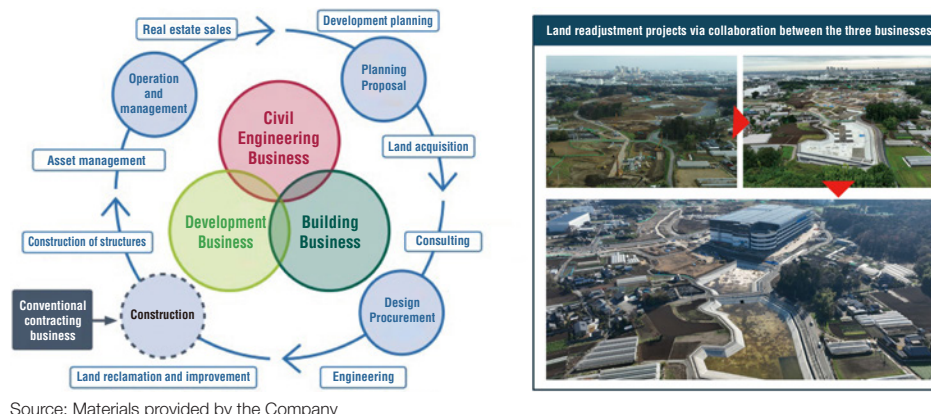 Real estate sales
Development planning
Operation
and
management
Planning
Proposal
Civil
Engineering
Business
Asset management
Land acquisition
Development
Business
Building
Business
Construction of structures
Consulting
Conventional
contracting
business
Construction
Design
Procurement
Land reclamation and improvement
Engineering
Source: Materials provided by the Company
Land readjustment projects via collaboration between the three businesses